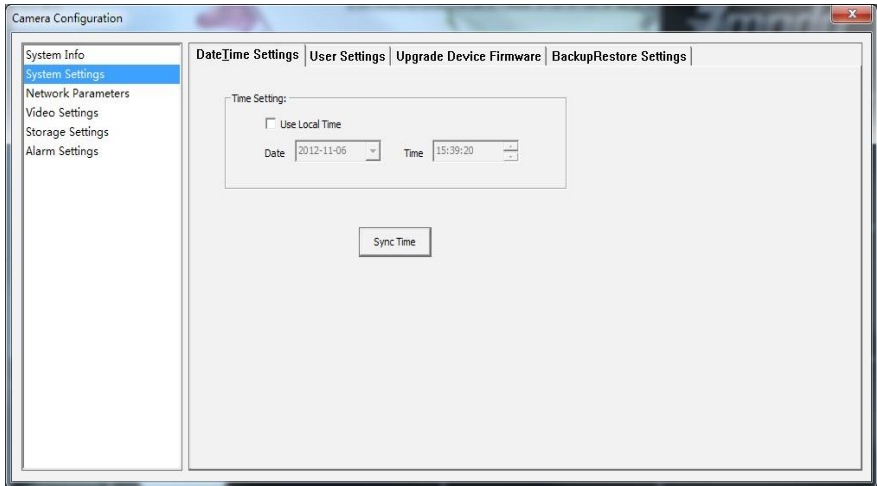 Camera Configuration
x
System Info
System Settings
Network Parameters
Video Settings
Storage Settings
Alarm Settings
DateTime Settings User Settings Upgrade Device Firmware BackupRestore Settings
Time Setting:
Use Local Time
Date 2012-11-06 Time 15:39:20
Sync Time